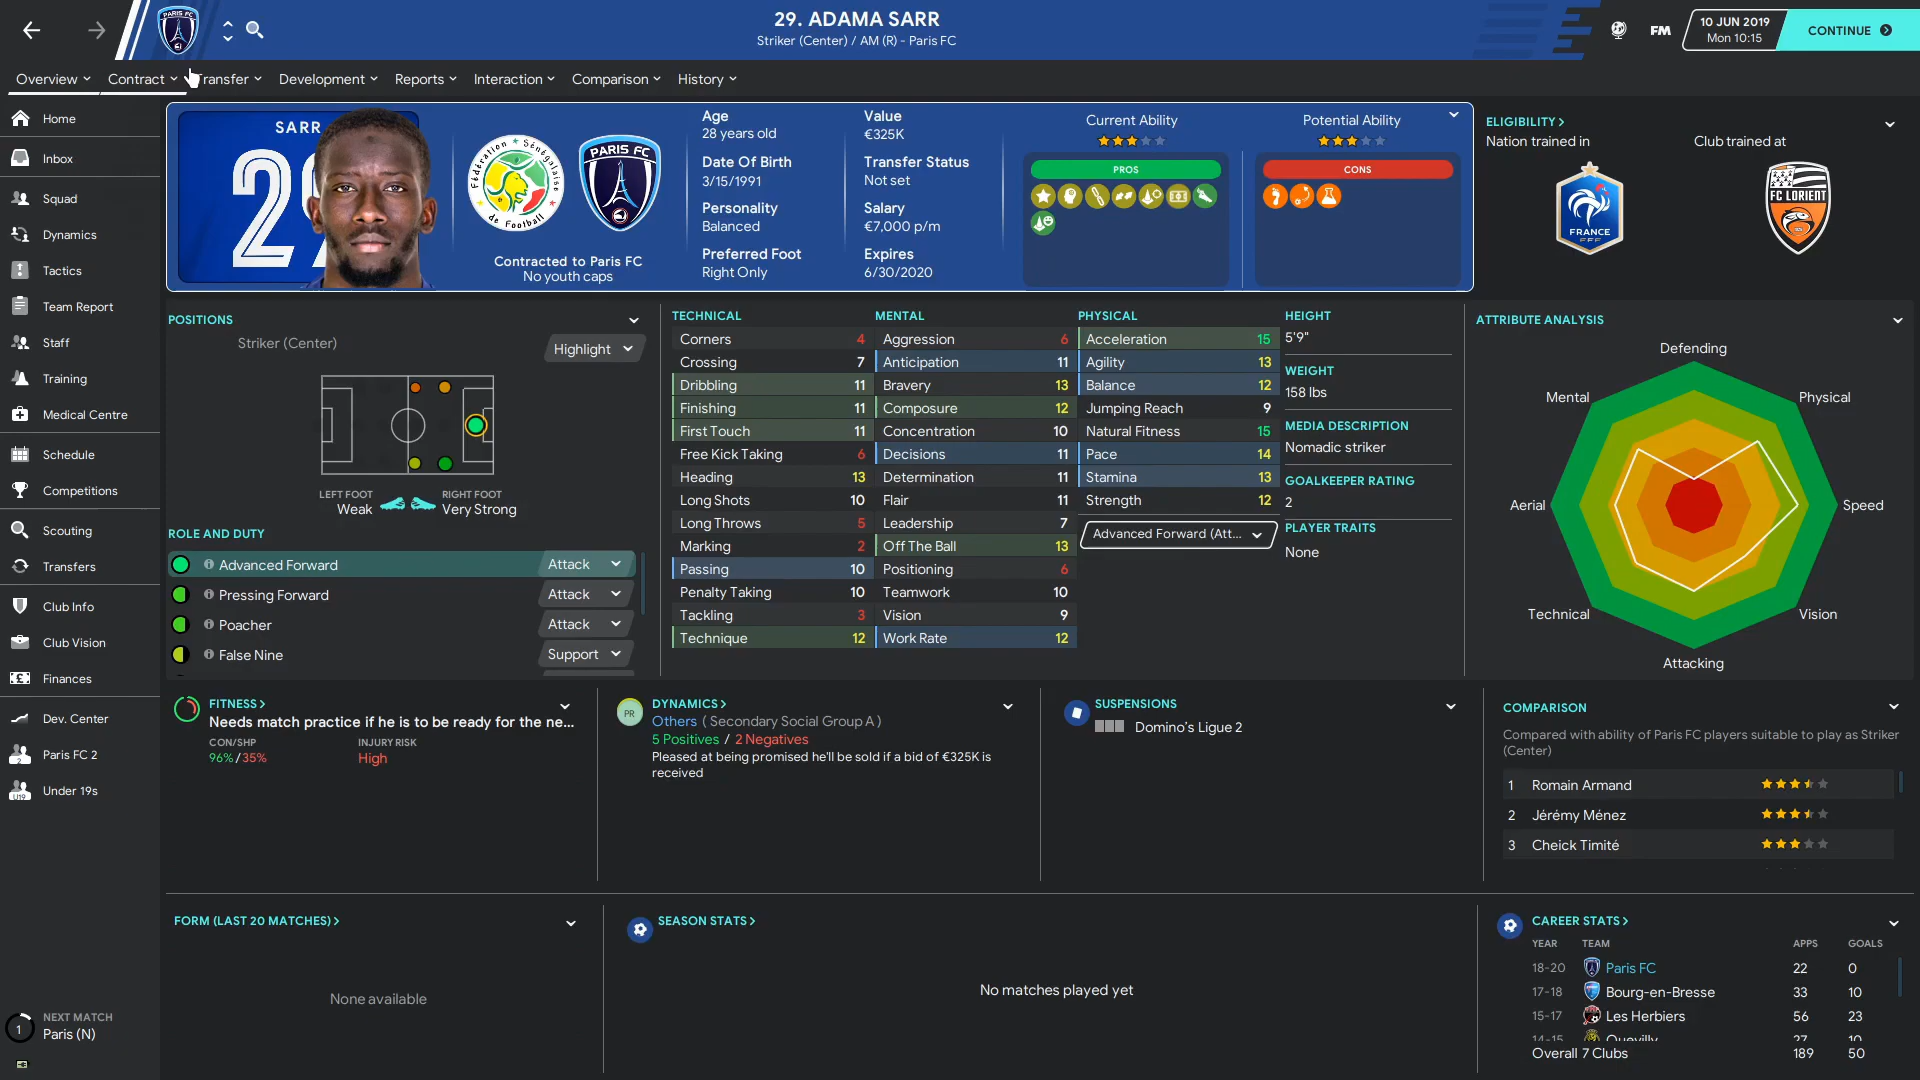 29. ADAMA SARR
Striker (Center) / AM (R) - Paris FC
FM
10 JUN 2019
Mon 10:15
CONTINUE
Overview
Contract
Transfer
Development
Reports
Interaction
Comparison
History
Home
Inbox
Squad
Dynamics
Tactics
Team Report
Staff
Training
Medical Centre
Schedule
Competitions
Scouting
Transfers
Club Info
Club Vision
Finances
Dev. Center
Paris FC 2
Under 19s
1
NEXT MATCH
Paris (N)
SARR
29
Fédération Sénégalaise
de Football
PARIS FC
Contracted to Paris FC
No youth caps
Age
28 years old
Date Of Birth
3/15/1991
Personality
Balanced
Preferred Foot
Right Only
Value
€325K
Transfer Status
Not set
Salary
€7,000 p/m
Expires
6/30/2020
Current Ability
PROS
Potential Ability
CONS
ELIGIBILITY >
Nation trained in
FRANCE
FFF
Club trained at
FC LORIENT
POSITIONS
Striker (Center)
Highlight
LEFT FOOT
Weak
RIGHT FOOT
Very Strong
ROLE AND DUTY
Advanced Forward Attack
Pressing Forward Attack
Poacher Attack
False Nine Support
TECHNICAL
Corners 4
Crossing 7
Dribbling 11
Finishing 11
First Touch 11
Free Kick Taking 6
Heading 13
Long Shots 10
Long Throws 5
Marking 2
Passing 10
Penalty Taking 10
Tackling 3
Technique 12
MENTAL
Aggression 6
Anticipation 11
Bravery 13
Composure 12
Concentration 10
Decisions 11
Determination 11
Flair 11
Leadership 7
Off The Ball 13
Positioning 6
Teamwork 10
Vision 9
Work Rate 12
PHYSICAL
Acceleration 15
Agility 13
Balance 12
Jumping Reach 9
Natural Fitness 15
Pace 14
Stamina 13
Strength 12
Advanced Forward (Att...
HEIGHT
5'9"
WEIGHT
158 lbs
MEDIA DESCRIPTION
Nomadic striker
GOALKEEPER RATING
2
PLAYER TRAITS
None
ATTRIBUTE ANALYSIS
Defending
Mental
Physical
Aerial
Speed
Technical
Vision
Attacking
FITNESS >
Needs match practice if he is to be ready for the ne...
CON/SHP
96% / 35%
INJURY RISK
High
PR
DYNAMICS >
Others ( Secondary Social Group A )
5 Positives / 2 Negatives
Pleased at being promised he'll be sold if a bid of €325K is
received
SUSPENSIONS
Domino's Ligue 2
COMPARISON
Compared with ability of Paris FC players suitable to play as Striker
(Center)
1 Romain Armand
2 Jérémy Ménez
3 Cheick Timité
FORM (LAST 20 MATCHES) >
None available
SEASON STATS >
No matches played yet
CAREER STATS >
YEAR TEAM APPS GOALS
18-20 Paris FC 22 0
17-18 Bourg-en-Bresse 33 10
15-17 Les Herbiers 56 23
14-15 Quevilly 27 10
Overall 7 Clubs 189 50